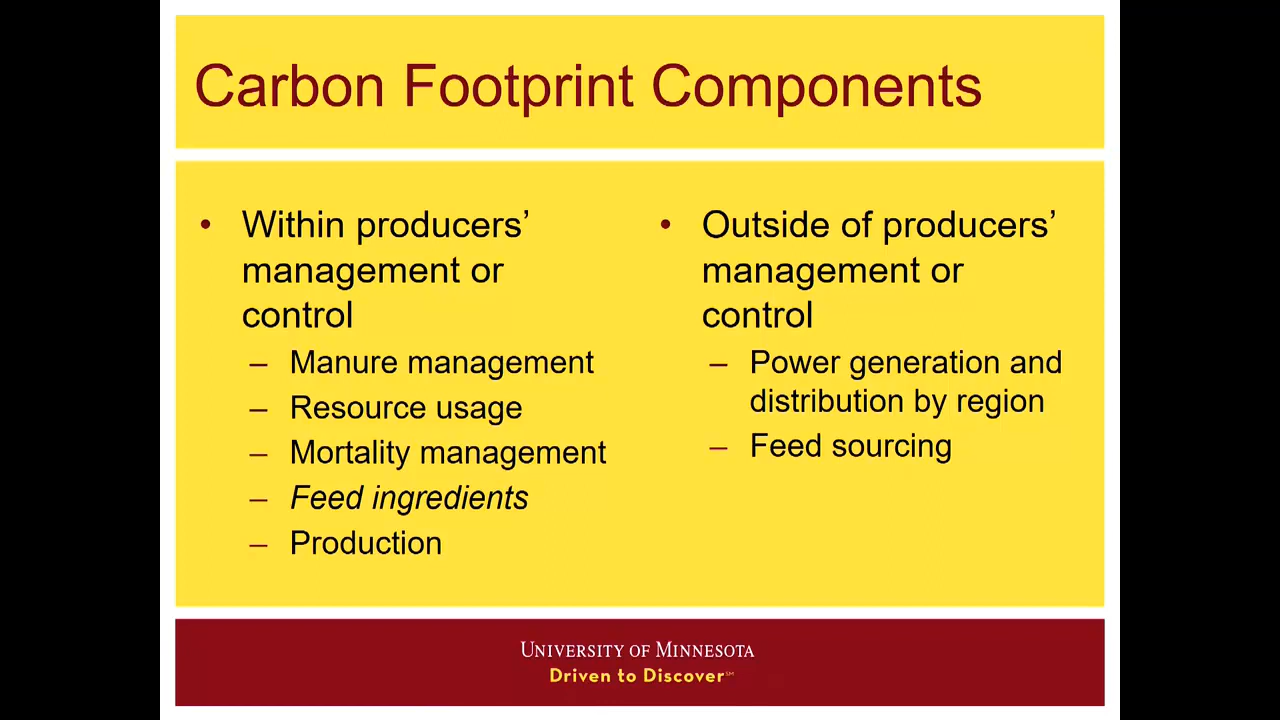 Carbon Footprint Components
• Within producers’
management or
control
– Manure management
– Resource usage
– Mortality management
– Feed ingredients
– Production
• Outside of producers’
management or
control
– Power generation and
distribution by region
– Feed sourcing
UNIVERSITY OF MINNESOTA
Driven to Discover℠